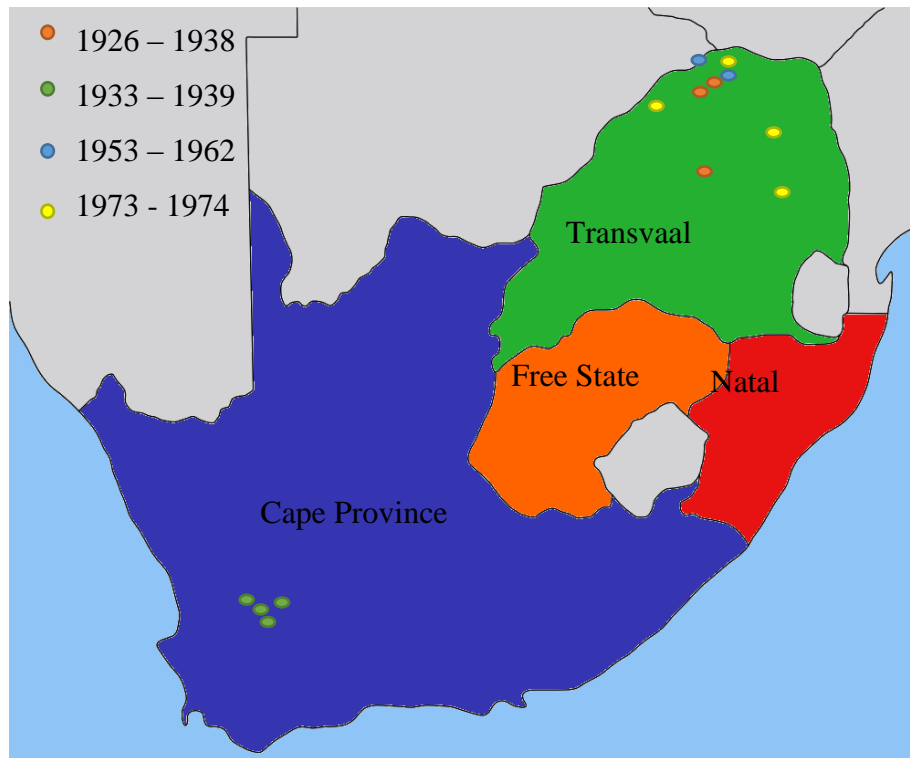 1926 – 1938
1933 – 1939
1953 – 1962
1973 - 1974
Transvaal
Free State
Natal
Cape Province